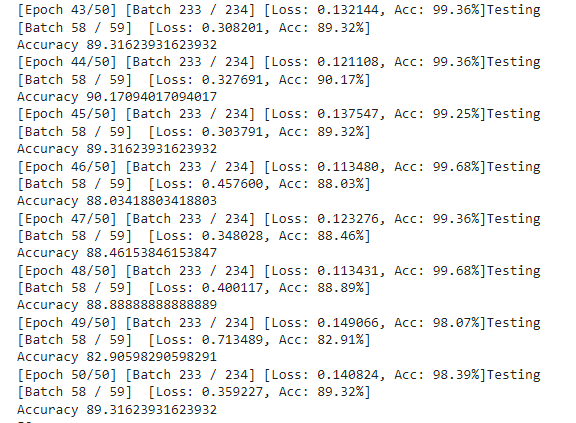 [Epoch 43/50] [Batch 233 / 234] [Loss: 0.132144, Acc: 99.36%]Testing
[Batch 58 / 59]  [Loss: 0.308201, Acc: 89.32%]
Accuracy 89.31623931623932
[Epoch 44/50] [Batch 233 / 234] [Loss: 0.121108, Acc: 99.36%]Testing
[Batch 58 / 59]  [Loss: 0.327691, Acc: 90.17%]
Accuracy 90.17094017094017
[Epoch 45/50] [Batch 233 / 234] [Loss: 0.137547, Acc: 99.25%]Testing
[Batch 58 / 59]  [Loss: 0.303791, Acc: 89.32%]
Accuracy 89.31623931623932
[Epoch 46/50] [Batch 233 / 234] [Loss: 0.113480, Acc: 99.68%]Testing
[Batch 58 / 59]  [Loss: 0.457600, Acc: 88.03%]
Accuracy 88.03418803418803
[Epoch 47/50] [Batch 233 / 234] [Loss: 0.123276, Acc: 99.36%]Testing
[Batch 58 / 59]  [Loss: 0.348028, Acc: 88.46%]
Accuracy 88.46153846153847
[Epoch 48/50] [Batch 233 / 234] [Loss: 0.113431, Acc: 99.68%]Testing
[Batch 58 / 59]  [Loss: 0.400117, Acc: 88.89%]
Accuracy 88.88888888888889
[Epoch 49/50] [Batch 233 / 234] [Loss: 0.149066, Acc: 98.07%]Testing
[Batch 58 / 59]  [Loss: 0.713489, Acc: 82.91%]
Accuracy 82.90598290598291
[Epoch 50/50] [Batch 233 / 234] [Loss: 0.140824, Acc: 98.39%]Testing
[Batch 58 / 59]  [Loss: 0.359227, Acc: 89.32%]
Accuracy 89.31623931623932